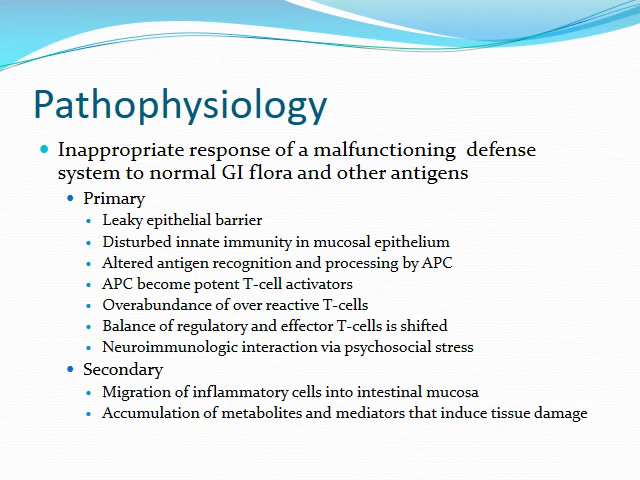 Pathophysiology
Inappropriate response of a malfunctioning defense
system to normal GI flora and other antigens
Primary
Leaky epithelial barrier
Disturbed innate immunity in mucosal epithelium
Altered antigen recognition and processing by APC
APC become potent T-cell activators
Overabundance of over reactive T-cells
Balance of regulatory and effector T-cells is shifted
Neuroimmunologic interaction via psychosocial stress
Secondary
Migration of inflammatory cells into intestinal mucosa
Accumulation of metabolites and mediators that induce tissue damage